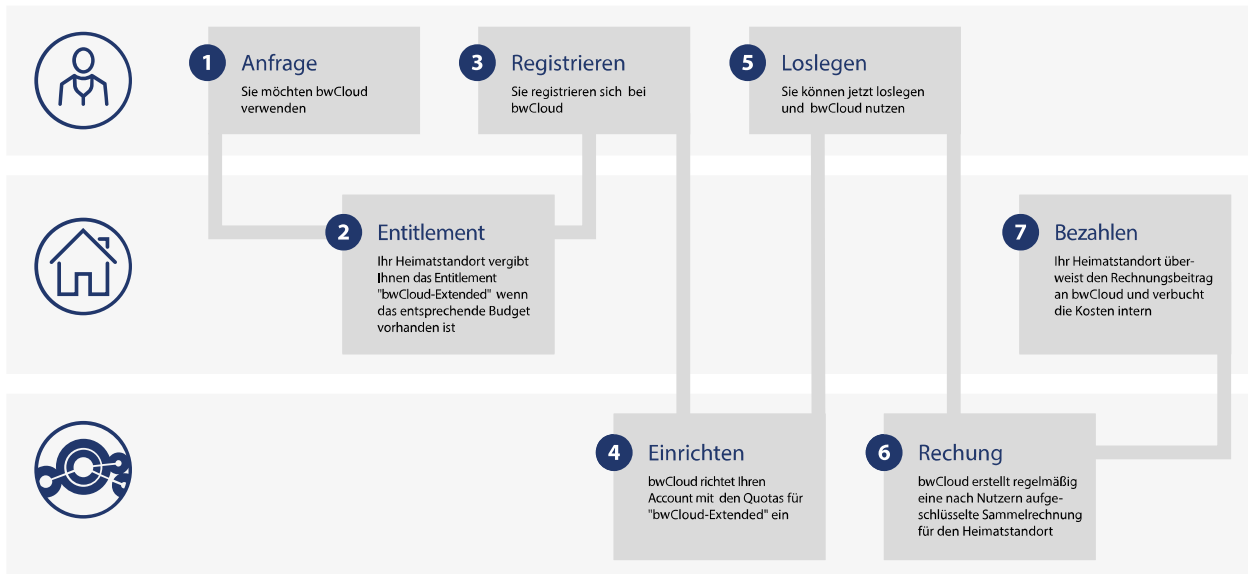 1 Anfrage
Sie möchten bwCloud
verwenden
2 Entitlement
Ihr Heimatstandort vergibt
Ihnen das Entitlement
"bwCloud-Extended" wenn
das entsprechende Budget
vorhanden ist
3 Registrieren
Sie registrieren sich bei
bwCloud
4 Einrichten
bwCloud richtet Ihren
Account mit den Quotas für
"bwCloud-Extended" ein
5 Loslegen
Sie können jetzt loslegen
und bwCloud nutzen
6 Rechung
bwCloud erstellt regelmäßig
eine nach Nutzern aufge-
schlüsselte Sammelrechnung
für den Heimatstandort
7 Bezahlen
Ihr Heimatstandort über-
weist den Rechnungsbeitrag
an bwCloud und verbucht
die Kosten intern